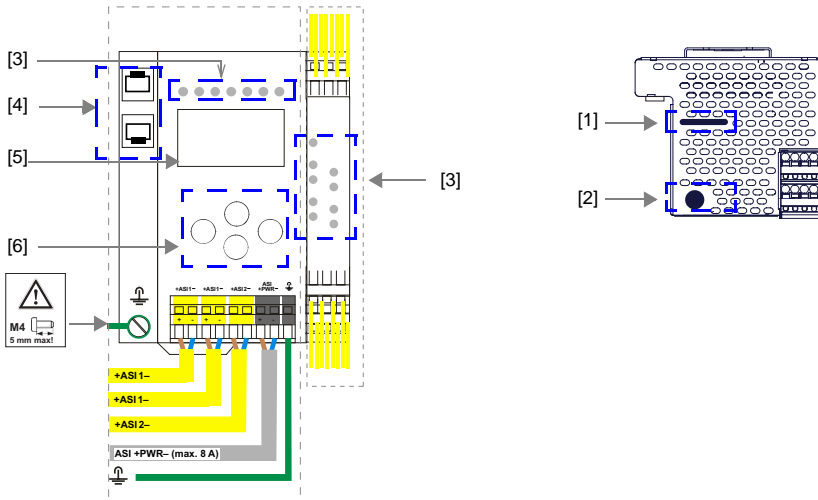 [3]
[4]
[5]
[6]
[3]
[1]
[2]
+ASI1– +ASI1– +ASI2– ASI +PWR–
+ - + - + -
M4
5 mm max!
+ASI1–
+ASI1–
+ASI2–
ASI +PWR– (max. 8 A)